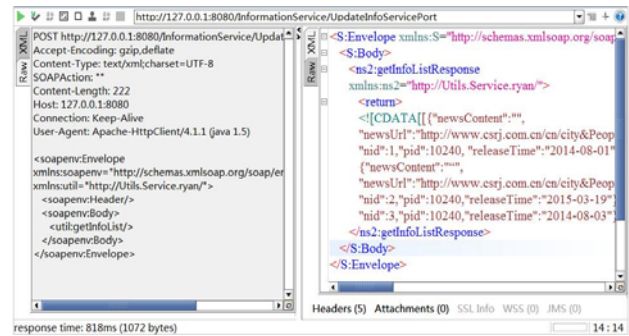 http://127.0.0.1:8080/InformationService/UpdateInfoServicePort
XML
Raw
POST http://127.0.0.1:8080/InformationService/Updat
Accept-Encoding: gzip,deflate
Content-Type: text/xml;charset=UTF-8
SOAPAction: ""
Content-Length: 222
Host: 127.0.0.1:8080
Connection: Keep-Alive
User-Agent: Apache-HttpClient/4.1.1 (java 1.5)
<soapenv:Envelope
xmlns:soapenv="http://schemas.xmlsoap.org/soap/er
xmlns:util="http://Utils.Service.ryan/">
<soapenv:Header/>
<soapenv:Body>
<util:getInfoList/>
</soapenv:Body>
</soapenv:Envelope>
XML
Raw
<S:Envelope xmlns:S="http://schemas.xmlsoap.org/soap
<S:Body>
<ns2:getInfoListResponse
xmlns:ns2="http://Utils.Service.ryan/">
<return>
<![CDATA[[{"newsContent":"",
"newsUrl":"http://www.csrj.com.cn/cn/city&Peop
"nid":1,"pid":10240, "releaseTime":"2014-08-01"
{"newsContent":"",
"newsUrl":"http://www.csrj.com.cn/cn/city&Peop
"nid":2,"pid":10240,"releaseTime":"2015-03-19"}
"nid":3,"pid":10240,"releaseTime":"2014-08-03"}
</ns2:getInfoListResponse>
</S:Body>
</S:Envelope>
Headers (5) Attachments (0) SSL Info WSS (0) JMS (0)
response time: 818ms (1072 bytes)
14 : 14